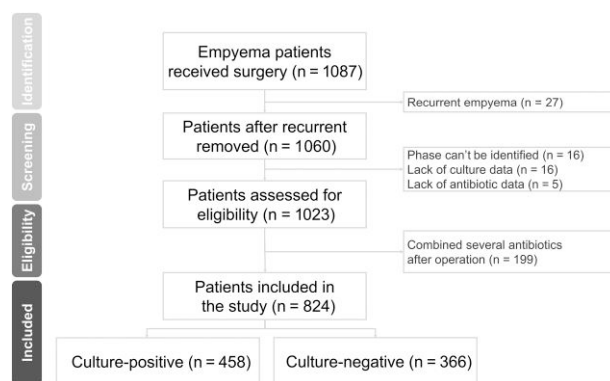 Identification
Empyema patients
received surgery (n = 1087)
Recurrent empyema (n = 27)
Screening
Patients after recurrent
removed (n = 1060)
Phase can't be identified (n = 16)
Lack of culture data (n = 16)
Lack of antibiotic data (n = 5)
Patients assessed for
eligibility (n = 1023)
Eligibility
Combined several antibiotics
after operation (n = 199)
Included
Patients included in
the study (n = 824)
Culture-positive (n = 458)
Culture-negative (n = 366)